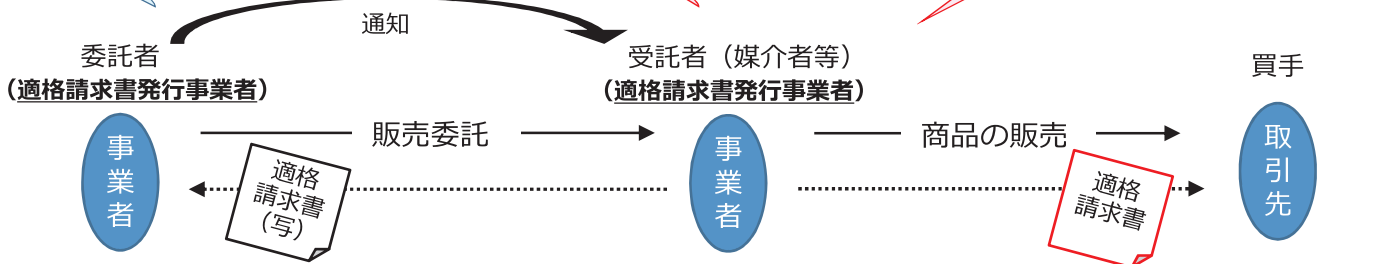 通知
委託者
（適格請求書発行事業者）
受託者（媒介者等）
（適格請求書発行事業者）
買手
事業者
販売委託
適格
請求書
（写）
事業者
商品の販売
適格
請求書
取引先